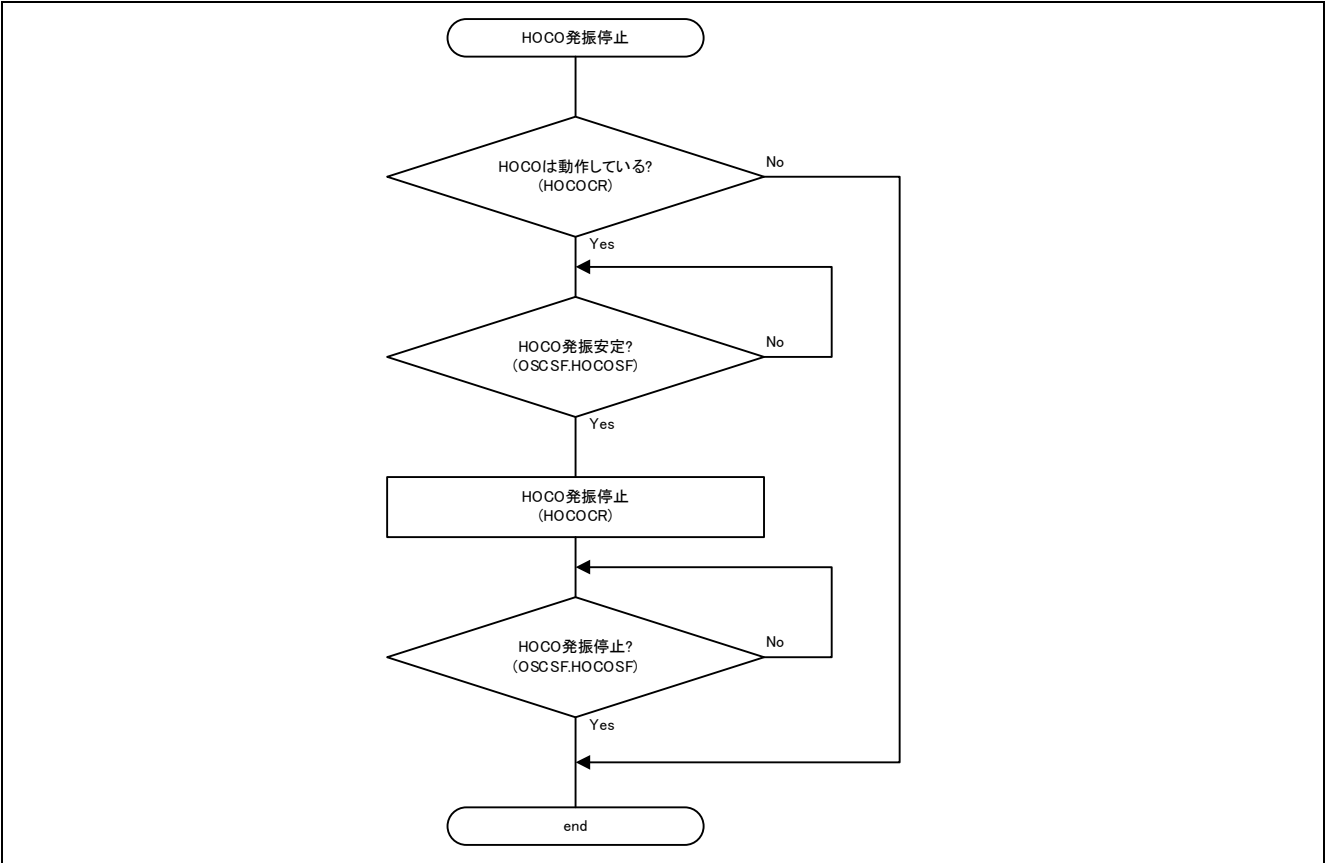 HOCO発振停止
HOCOは動作している?
(HOCOCR)
No
Yes
HOCO発振安定?
(OSCSF.HOCOSF)
No
Yes
HOCO発振停止
(HOCOCR)
HOCO発振停止?
(OSCSF.HOCOSF)
No
Yes
end